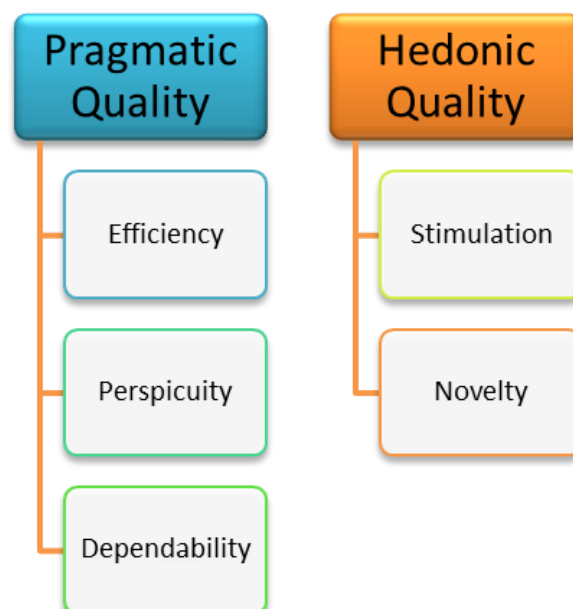 Pragmatic
Quality
Efficiency
Perspicuity
Dependability
Hedonic
Quality
Stimulation
Novelty